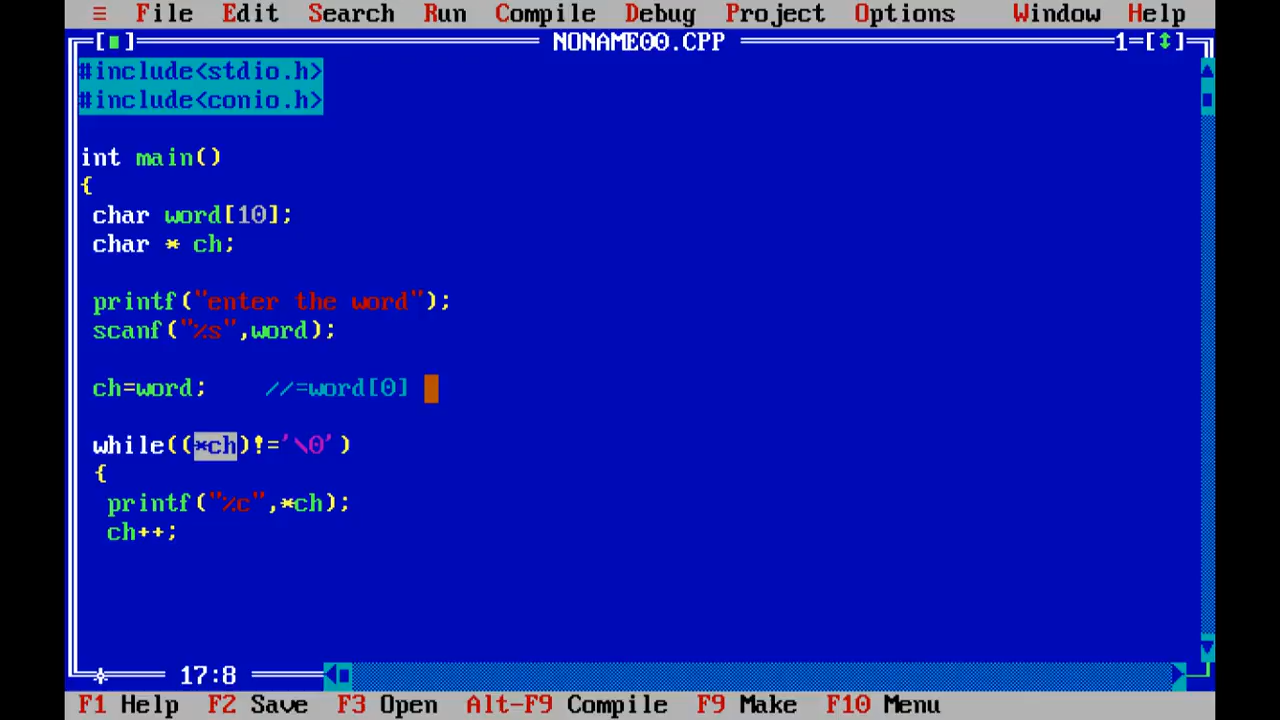 ≡ File Edit Search Run Compile Debug Project Options Window Help
[■] NONAME00.CPP 1=[↕]
#include<stdio.h>
#include<conio.h>
int main()
{
char word[10];
char * ch;
printf("enter the word");
scanf("%s",word);
ch=word; //=word[0]
while((*ch)!='\0')
{
printf("%c",*ch);
ch++;
17:8
F1 Help F2 Save F3 Open Alt-F9 Compile F9 Make F10 Menu